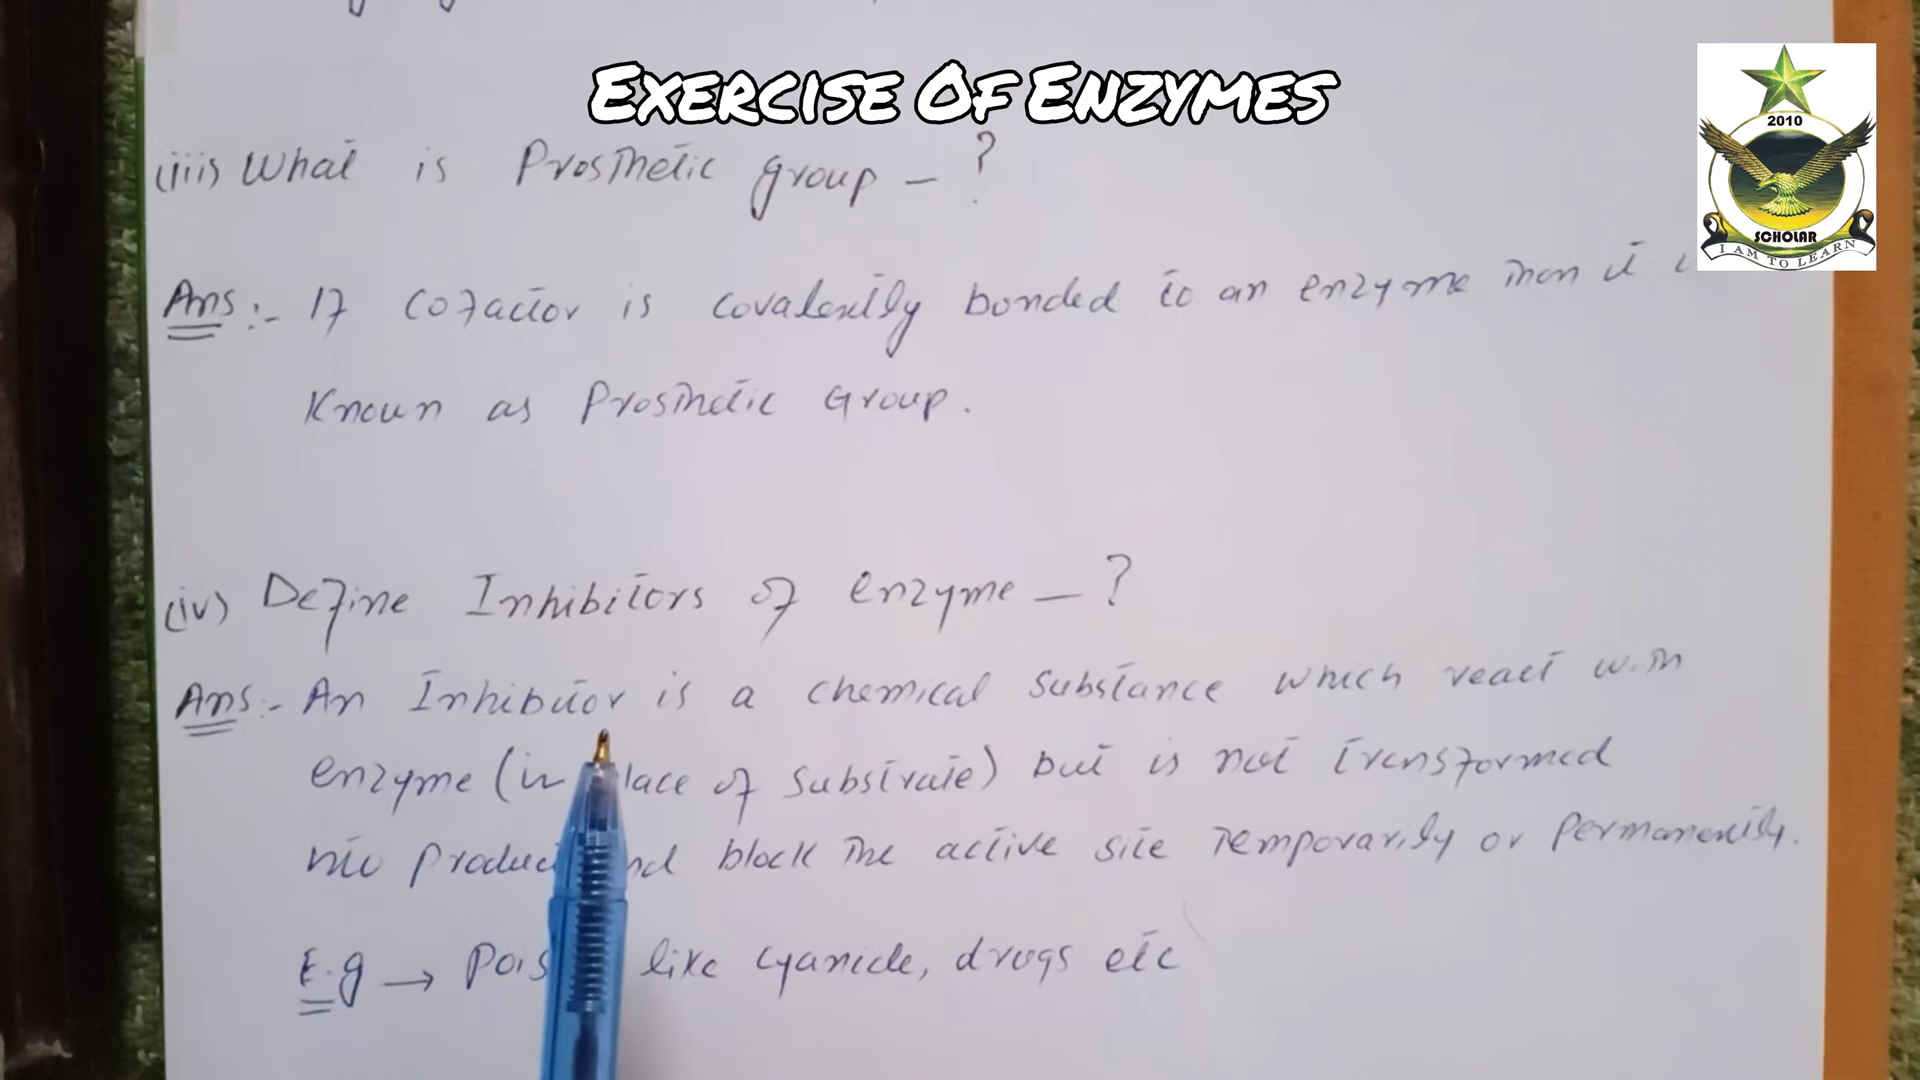 EXERCISE OF ENZYMES
2010
SCHOLAR
I AM TO LEARN
(iii) What is Prosthetic group - ?
Ans:- If Cofactor is covalently bonded to an enzyme then it
Known as Prosthetic Group.
(iv) Define Inhibitors of enzyme - ?
Ans:- An Inhibitor is a chemical substance which react with
enzyme (in place of substrate) but is not transformed
into product and block the active site temporarily or permanently.
E.g → Pois like cyanide, drugs etc